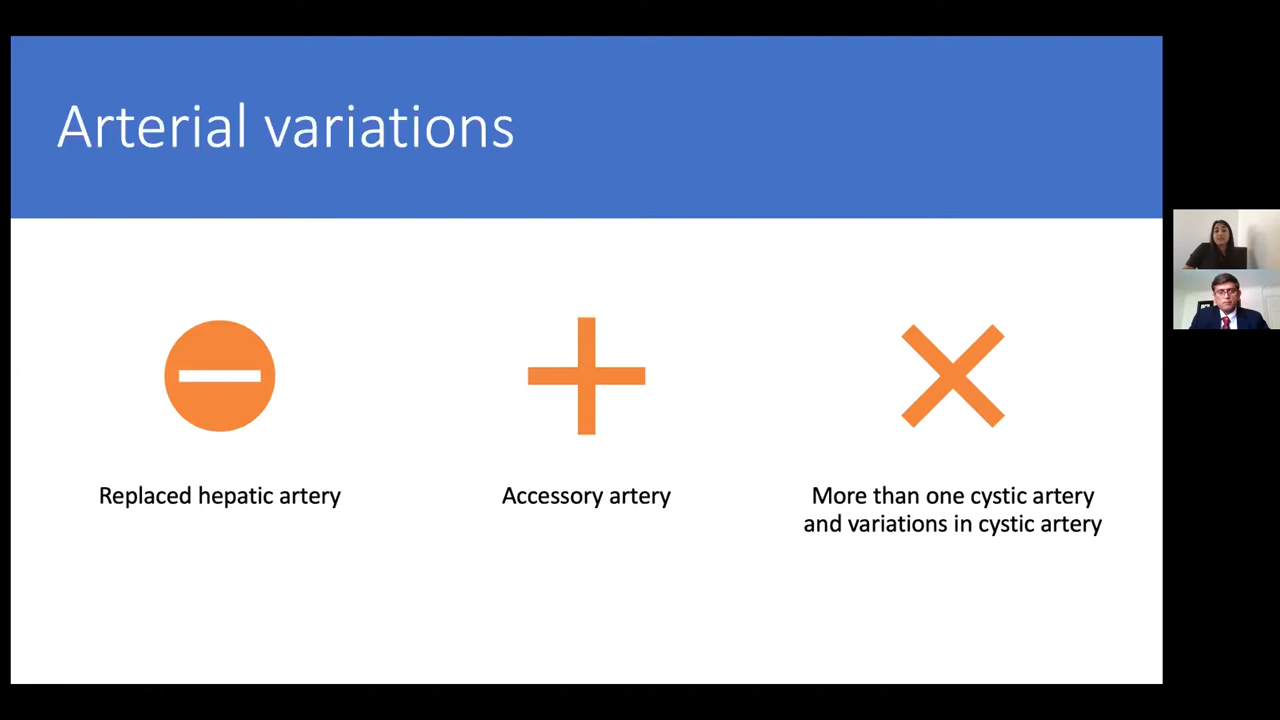 Arterial variations
Replaced hepatic artery
Accessory artery
More than one cystic artery
and variations in cystic artery